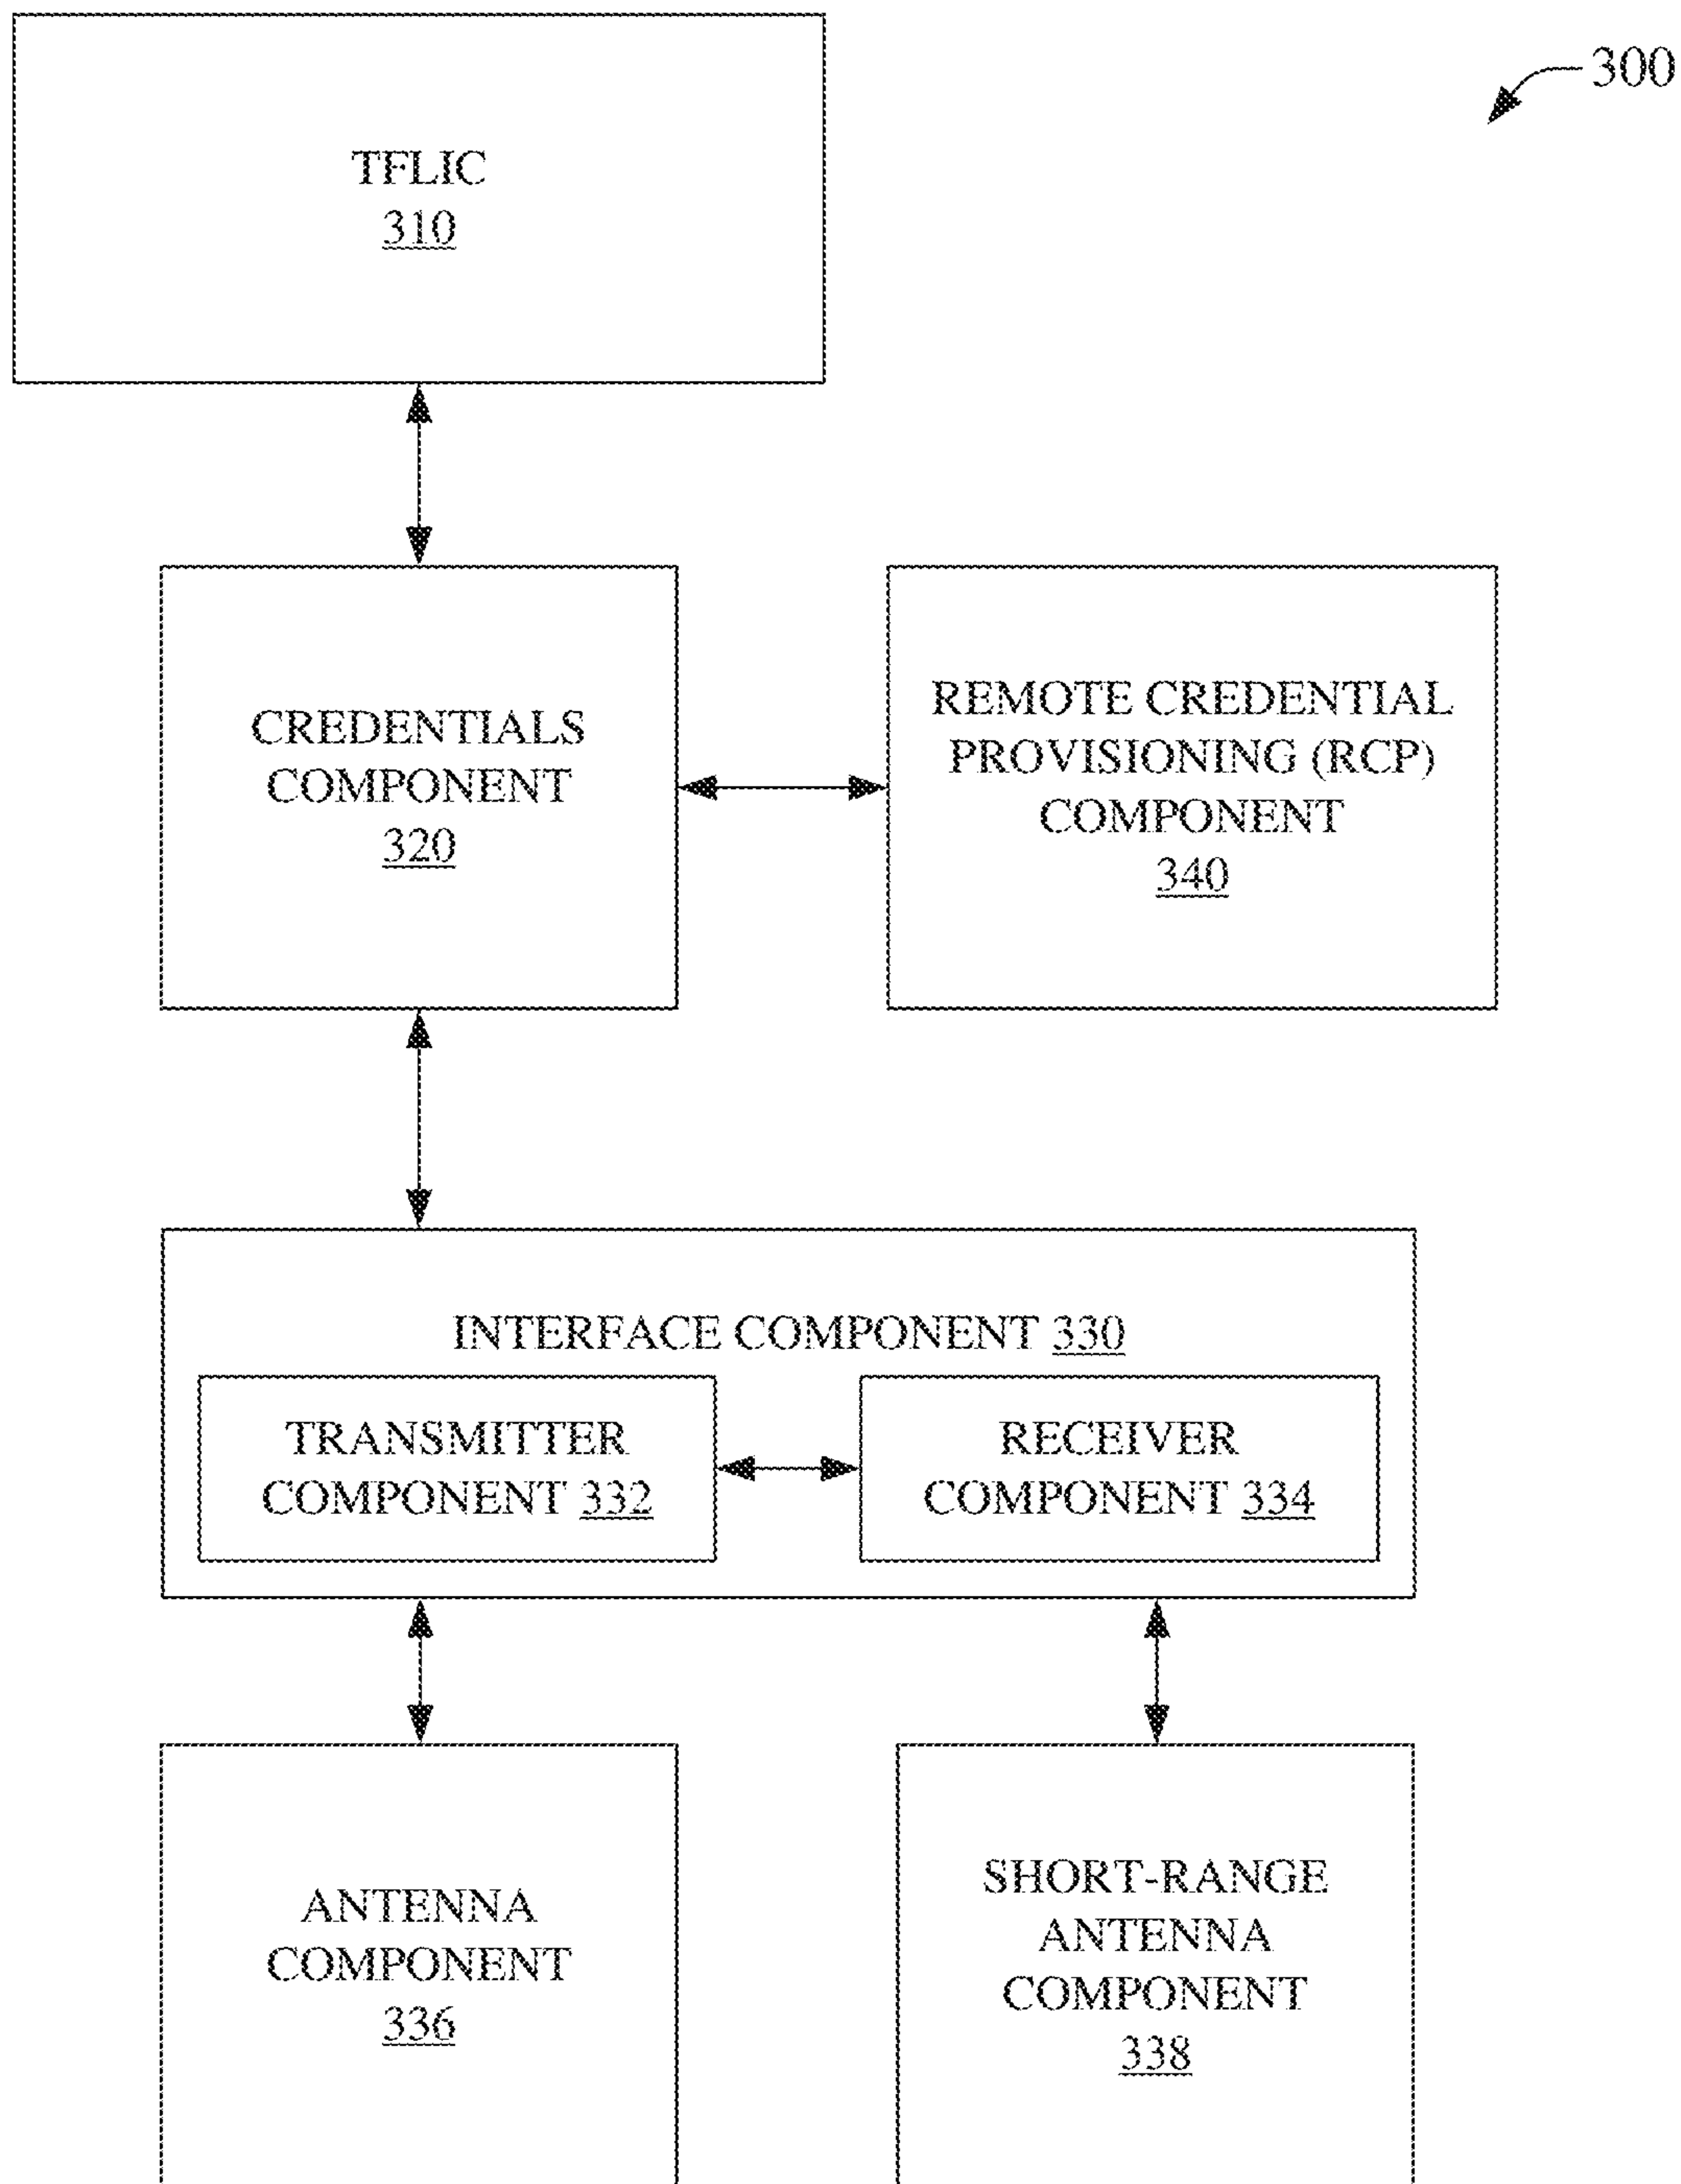 300
TFLIC
310
CREDENTIALS
COMPONENT
320
REMOTE CREDENTIAL
PROVISIONING (RCP)
COMPONENT
340
INTERFACE COMPONENT 330
TRANSMITTER
COMPONENT 332
RECEIVER
COMPONENT 334
ANTENNA
COMPONENT
336
SHORT-RANGE
ANTENNA
COMPONENT
338